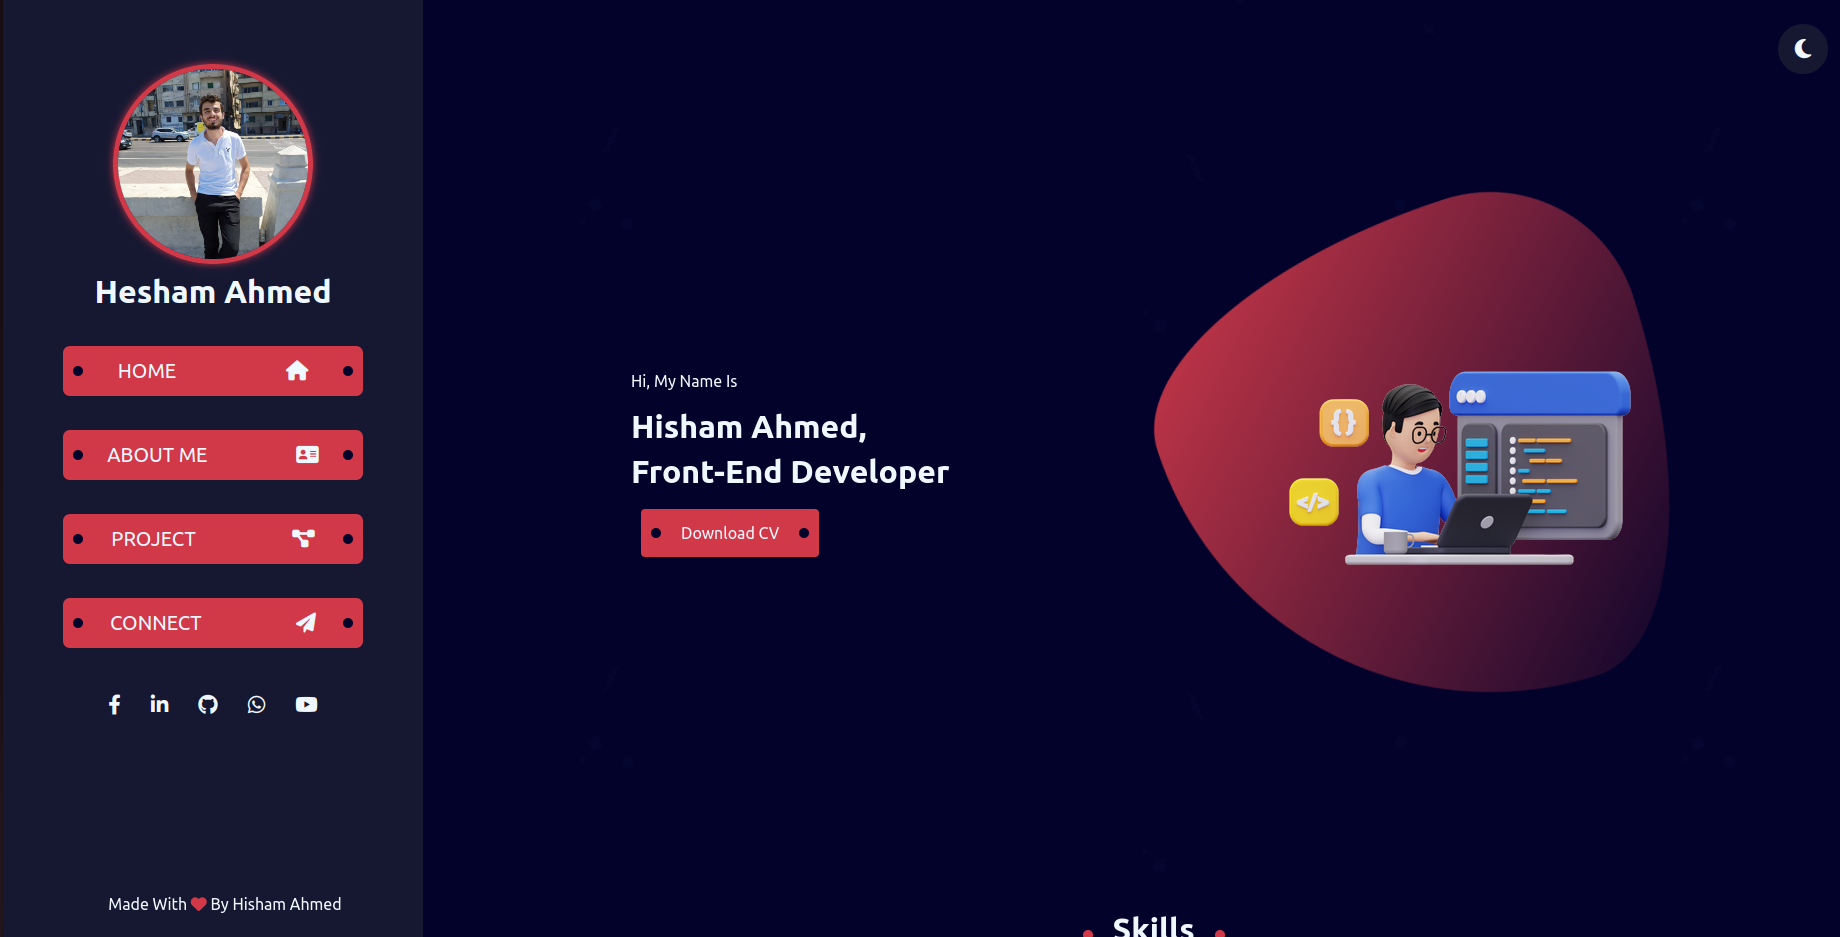 Hesham Ahmed
HOME
ABOUT ME
PROJECT
CONNECT
Made With ❤ By Hisham Ahmed
Hi, My Name Is
Hisham Ahmed,
Front-End Developer
Download CV
{}
</>
Skills